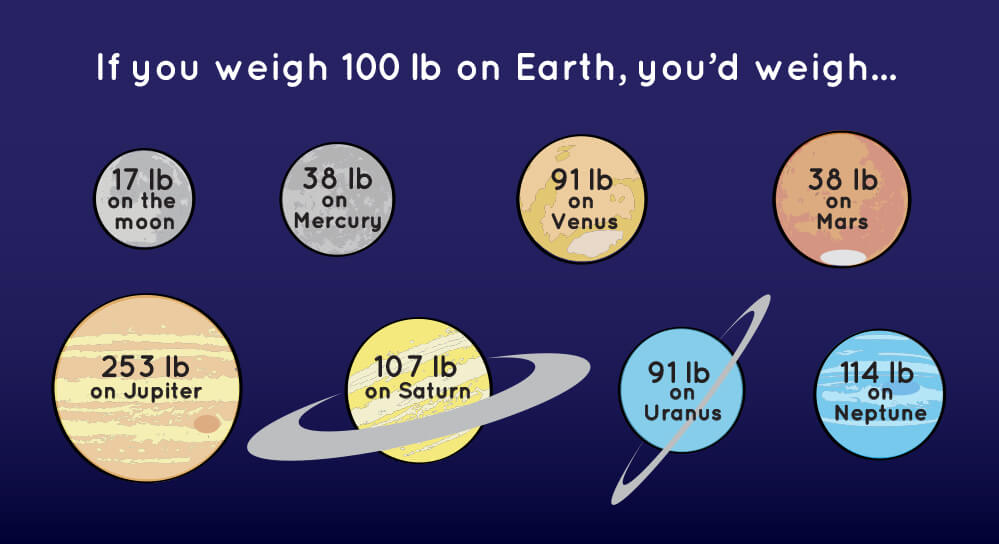 If you weigh 100 lb on Earth, you'd weigh...
17 lb
on the
moon
38 lb
on
Mercury
91 lb
on
Venus
38 lb
on
Mars
253 lb
on Jupiter
107 lb
on Saturn
91 lb
on
Uranus
114 lb
on
Neptune